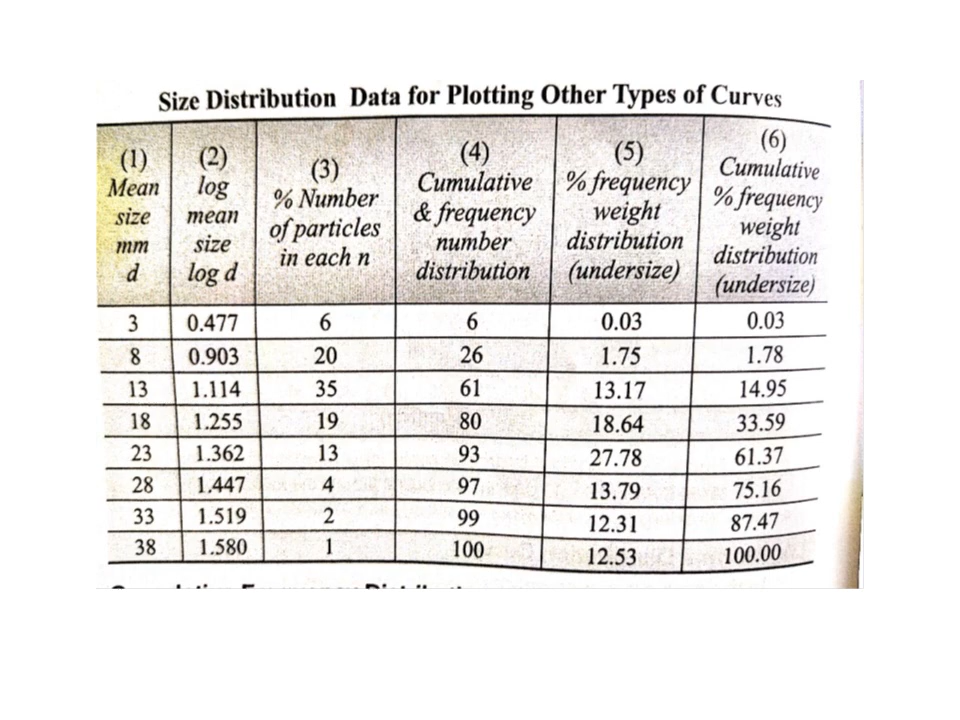 Size Distribution Data for Plotting Other Types of Curves
(1) (2) (3) (4) (5) (6)
Mean size mm d
log mean size log d
% Number of particles in each n
Cumulative & frequency number distribution
% frequency weight distribution (undersize)
Cumulative % frequency weight distribution (undersize)
3 0.477 6 6 0.03 0.03
8 0.903 20 26 1.75 1.78
13 1.114 35 61 13.17 14.95
18 1.255 19 80 18.64 33.59
23 1.362 13 93 27.78 61.37
28 1.447 4 97 13.79 75.16
33 1.519 2 99 12.31 87.47
38 1.580 1 100 12.53 100.00